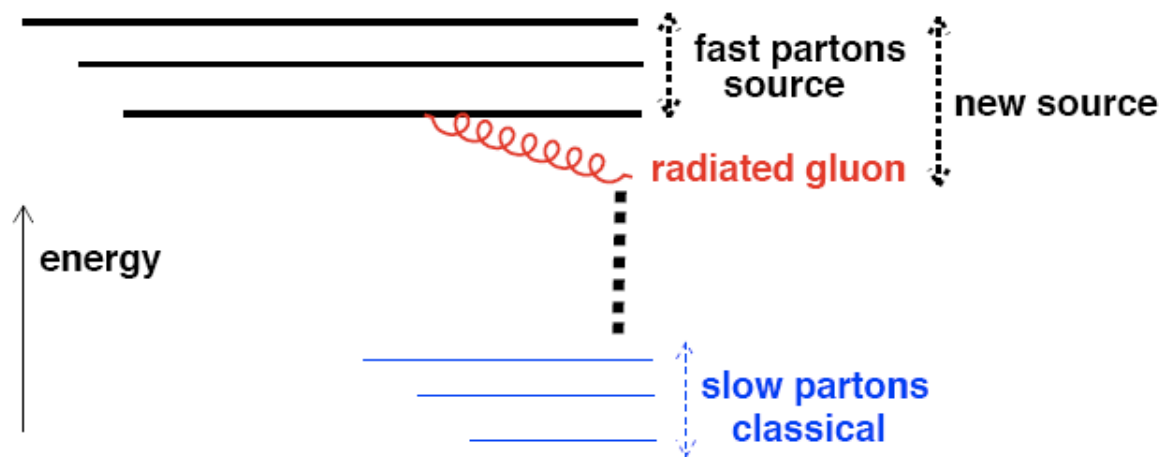 fast partons
source
new source
radiated gluon
energy
slow partons
classical